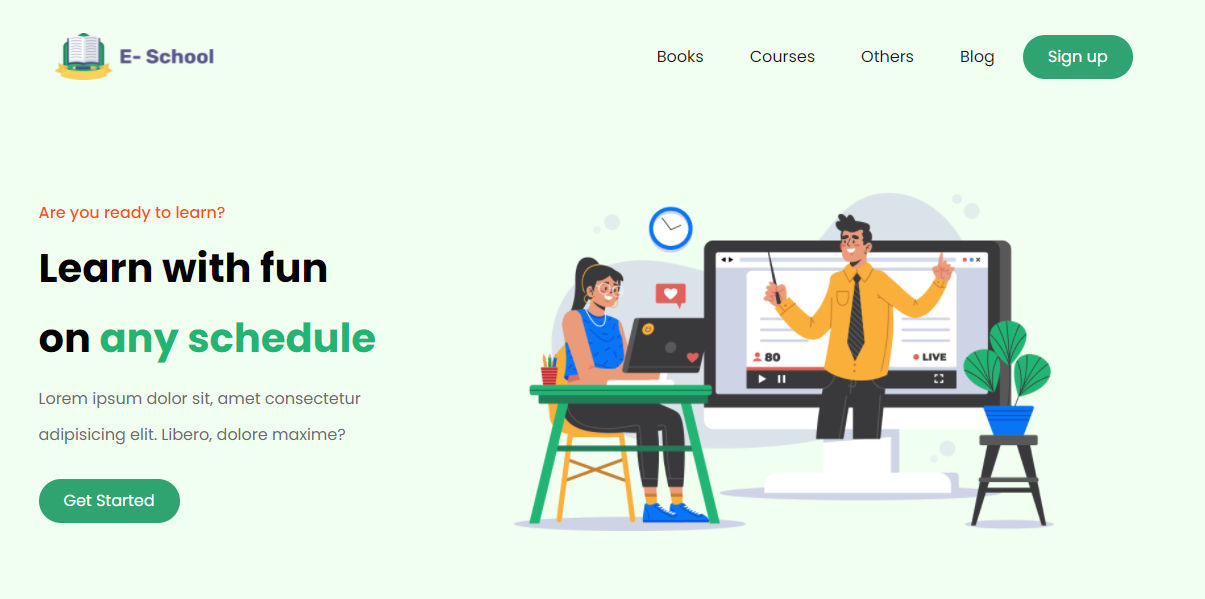 E- School
Books Courses Others Blog Sign up
Are you ready to learn?
Learn with fun
on any schedule
Lorem ipsum dolor sit, amet consectetur
adipisicing elit. Libero, dolore maxime?
Get Started
80
LIVE